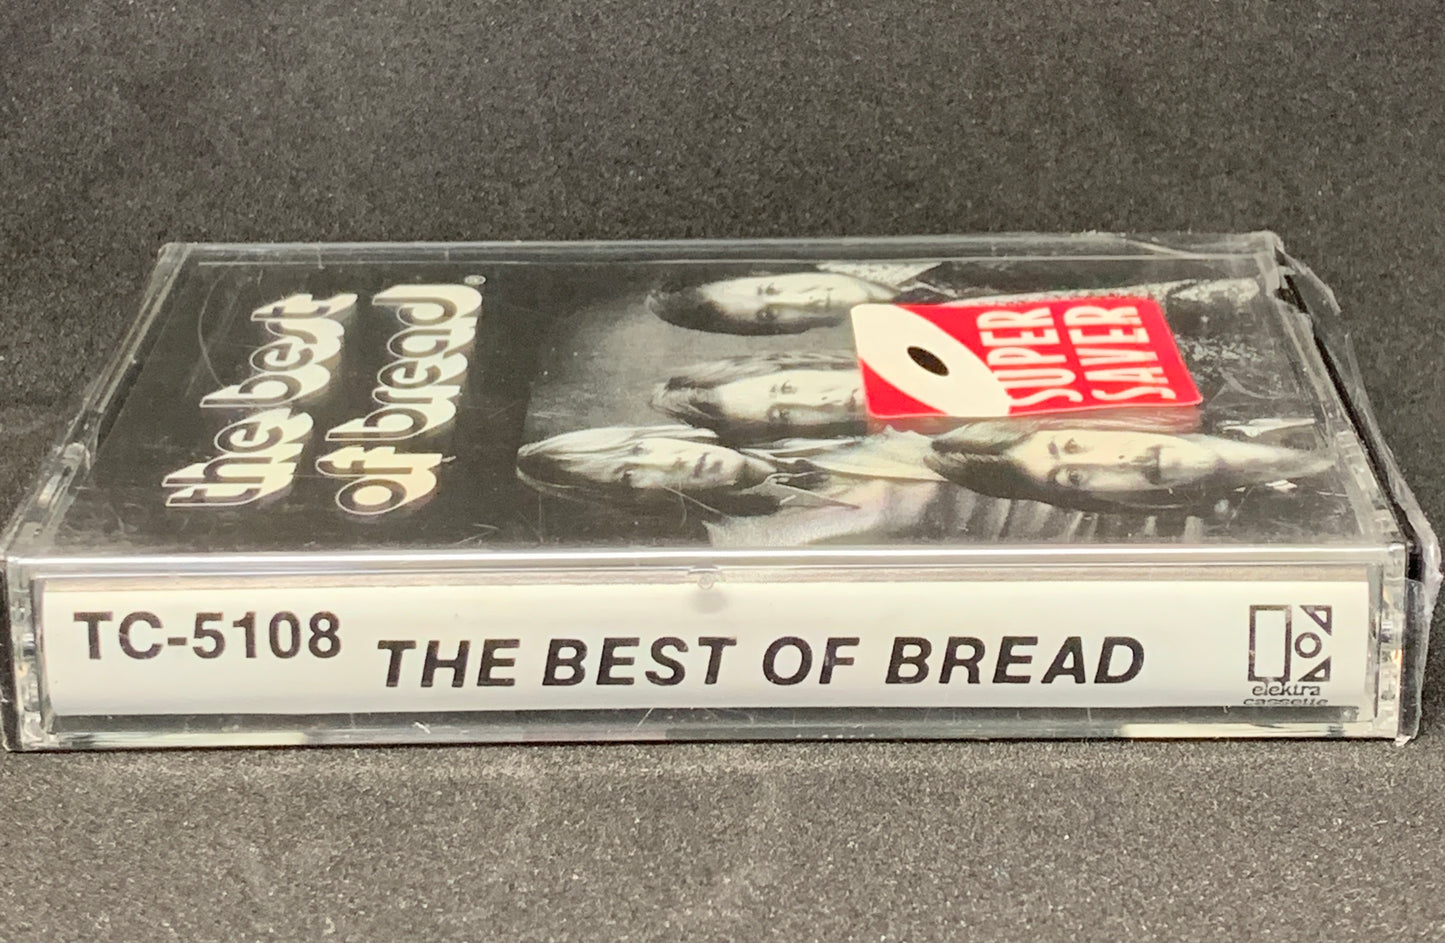 the best
of bread®
SUPER
SAVER
TC-5108
THE BEST OF BREAD
elektra
cassette